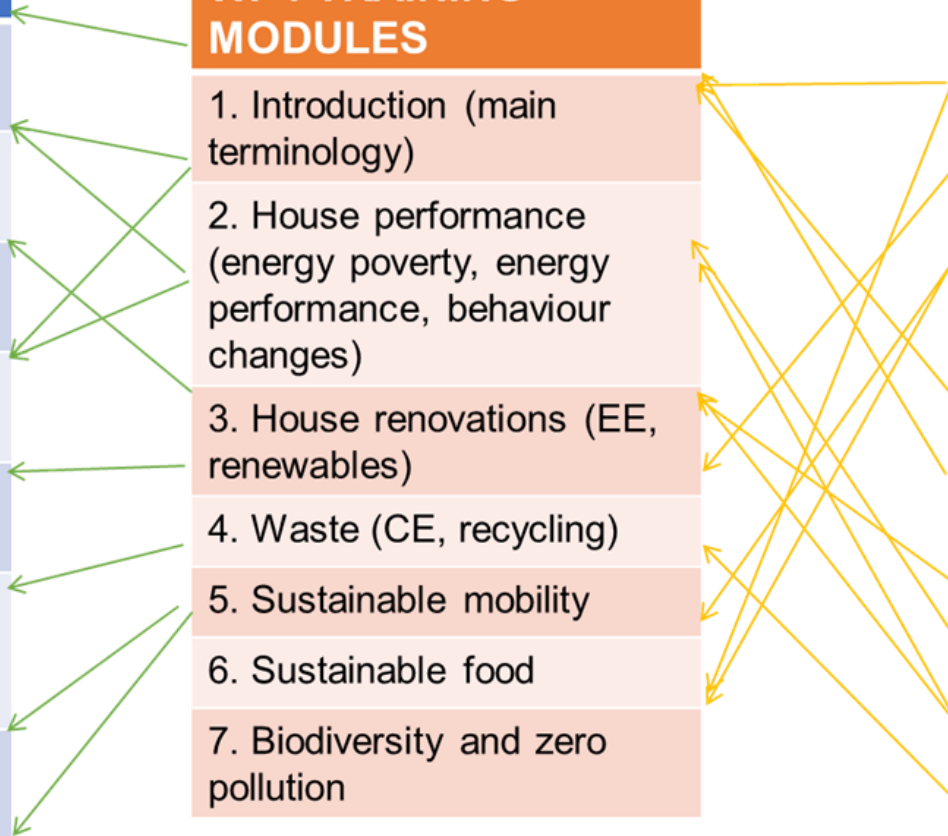 MODULES
1. Introduction (main
terminology)
2. House performance
(energy poverty, energy
performance, behaviour
changes)
3. House renovations (EE,
renewables)
4. Waste (CE, recycling)
5. Sustainable mobility
6. Sustainable food
7. Biodiversity and zero
pollution